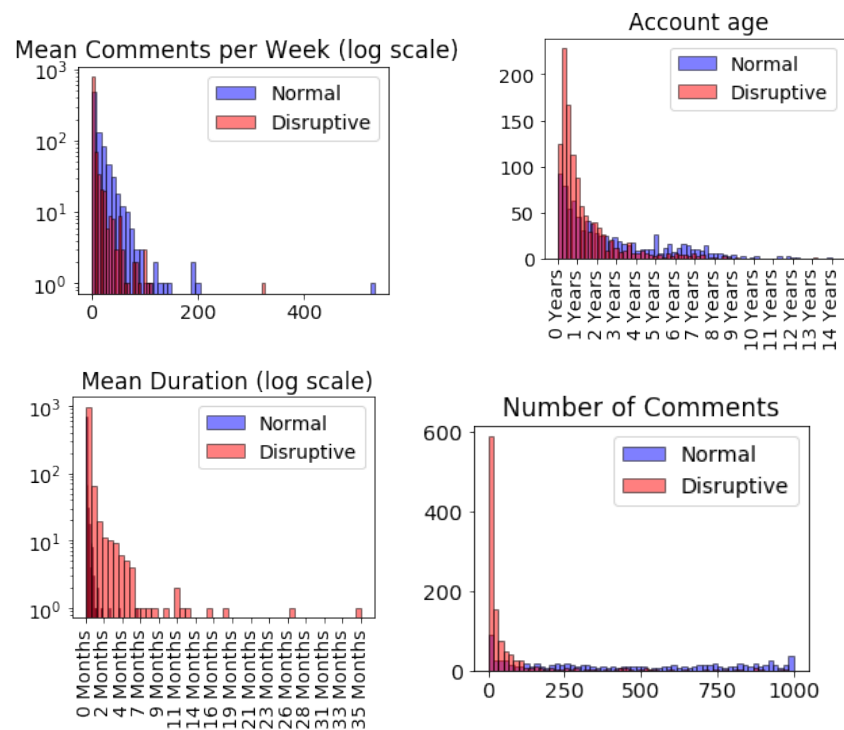 Mean Comments per Week (log scale)
10³
10²
10¹
10⁰
Normal
Disruptive
0
200
400
Account age
200
150
100
50
0
Normal
Disruptive
0 Years
1 Years
2 Years
3 Years
4 Years
5 Years
6 Years
7 Years
8 Years
9 Years
10 Years
11 Years
12 Years
13 Years
14 Years
Mean Duration (log scale)
10³
10²
10¹
10⁰
Normal
Disruptive
0 Months
2 Months
4 Months
7 Months
9 Months
11 Months
14 Months
16 Months
19 Months
21 Months
23 Months
26 Months
28 Months
31 Months
33 Months
35 Months
Number of Comments
600
400
200
0
Normal
Disruptive
0
250
500
750
1000